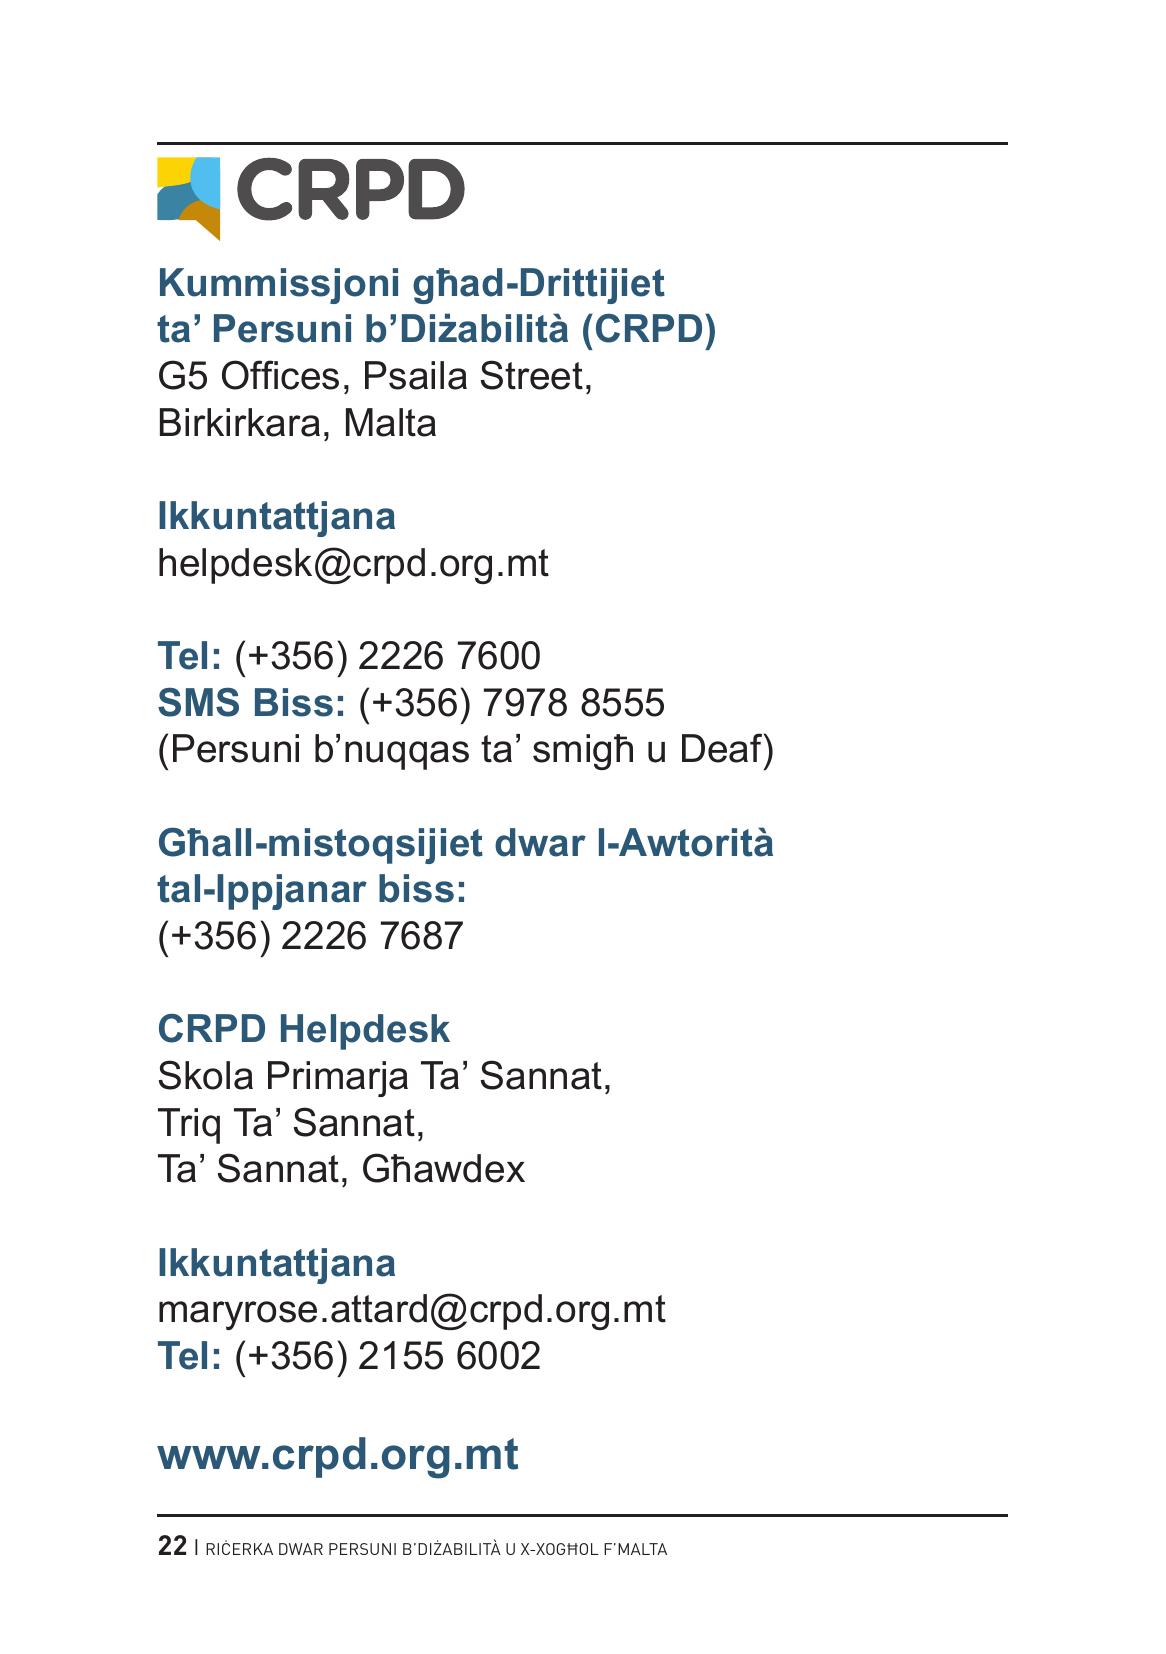 CRPD
Kummissjoni għad-Drittijiet
ta’ Persuni b’Diżabilità (CRPD)
G5 Offices, Psaila Street,
Birkirkara, Malta
Ikkuntattjana
helpdesk@crpd.org.mt
Tel: (+356) 2226 7600
SMS Biss: (+356) 7978 8555
(Persuni b’nuqqas ta’ smigħ u Deaf)
Għall-mistoqsijiet dwar l-Awtorità
tal-Ippjanar biss:
(+356) 2226 7687
CRPD Helpdesk
Skola Primarja Ta’ Sannat,
Triq Ta’ Sannat,
Ta’ Sannat, Għawdex
Ikkuntattjana
maryrose.attard@crpd.org.mt
Tel: (+356) 2155 6002
www.crpd.org.mt
22 | RIĊERKA DWAR PERSUNI B’DIŻABILITÀ U X-XOGĦOL F’MALTA